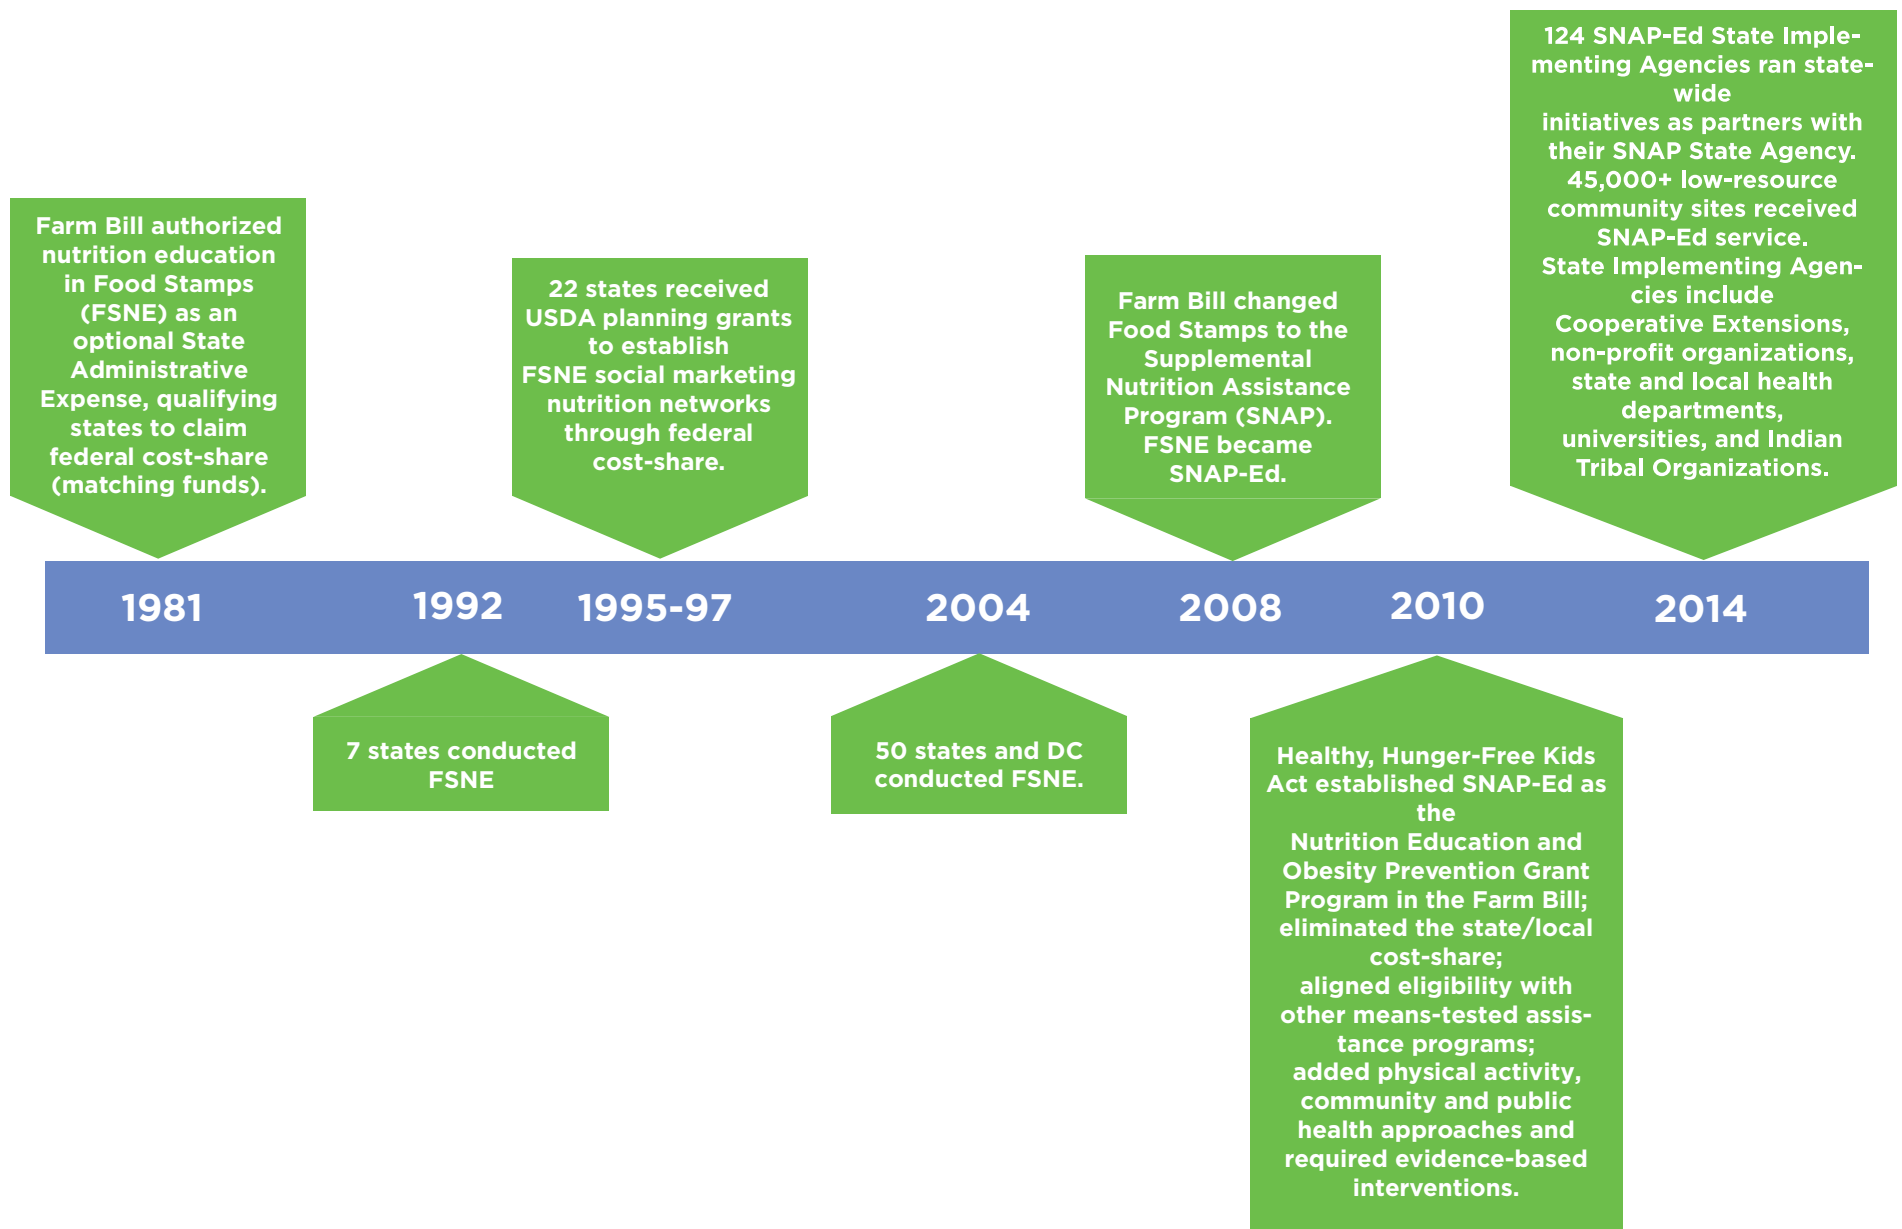 Farm Bill authorized
nutrition education
in Food Stamps
(FSNE) as an
optional State
Administrative
Expense, qualifying
states to claim
federal cost-share
(matching funds).
22 states received
USDA planning grants
to establish
FSNE social marketing
nutrition networks
through federal
cost-share.
Farm Bill changed
Food Stamps to the
Supplemental
Nutrition Assistance
Program (SNAP).
FSNE became
SNAP-Ed.
124 SNAP-Ed State Imple-
menting Agencies ran state-
wide
initiatives as partners with
their SNAP State Agency.
45,000+ low-resource
community sites received
SNAP-Ed service.
State Implementing Agen-
cies include
Cooperative Extensions,
non-profit organizations,
state and local health
departments,
universities, and Indian
Tribal Organizations.
1981
1992
1995-97
2004
2008
2010
2014
7 states conducted
FSNE
50 states and DC
conducted FSNE.
Healthy, Hunger-Free Kids
Act established SNAP-Ed as
the
Nutrition Education and
Obesity Prevention Grant
Program in the Farm Bill;
eliminated the state/local
cost-share;
aligned eligibility with
other means-tested assis-
tance programs;
added physical activity,
community and public
health approaches and
required evidence-based
interventions.